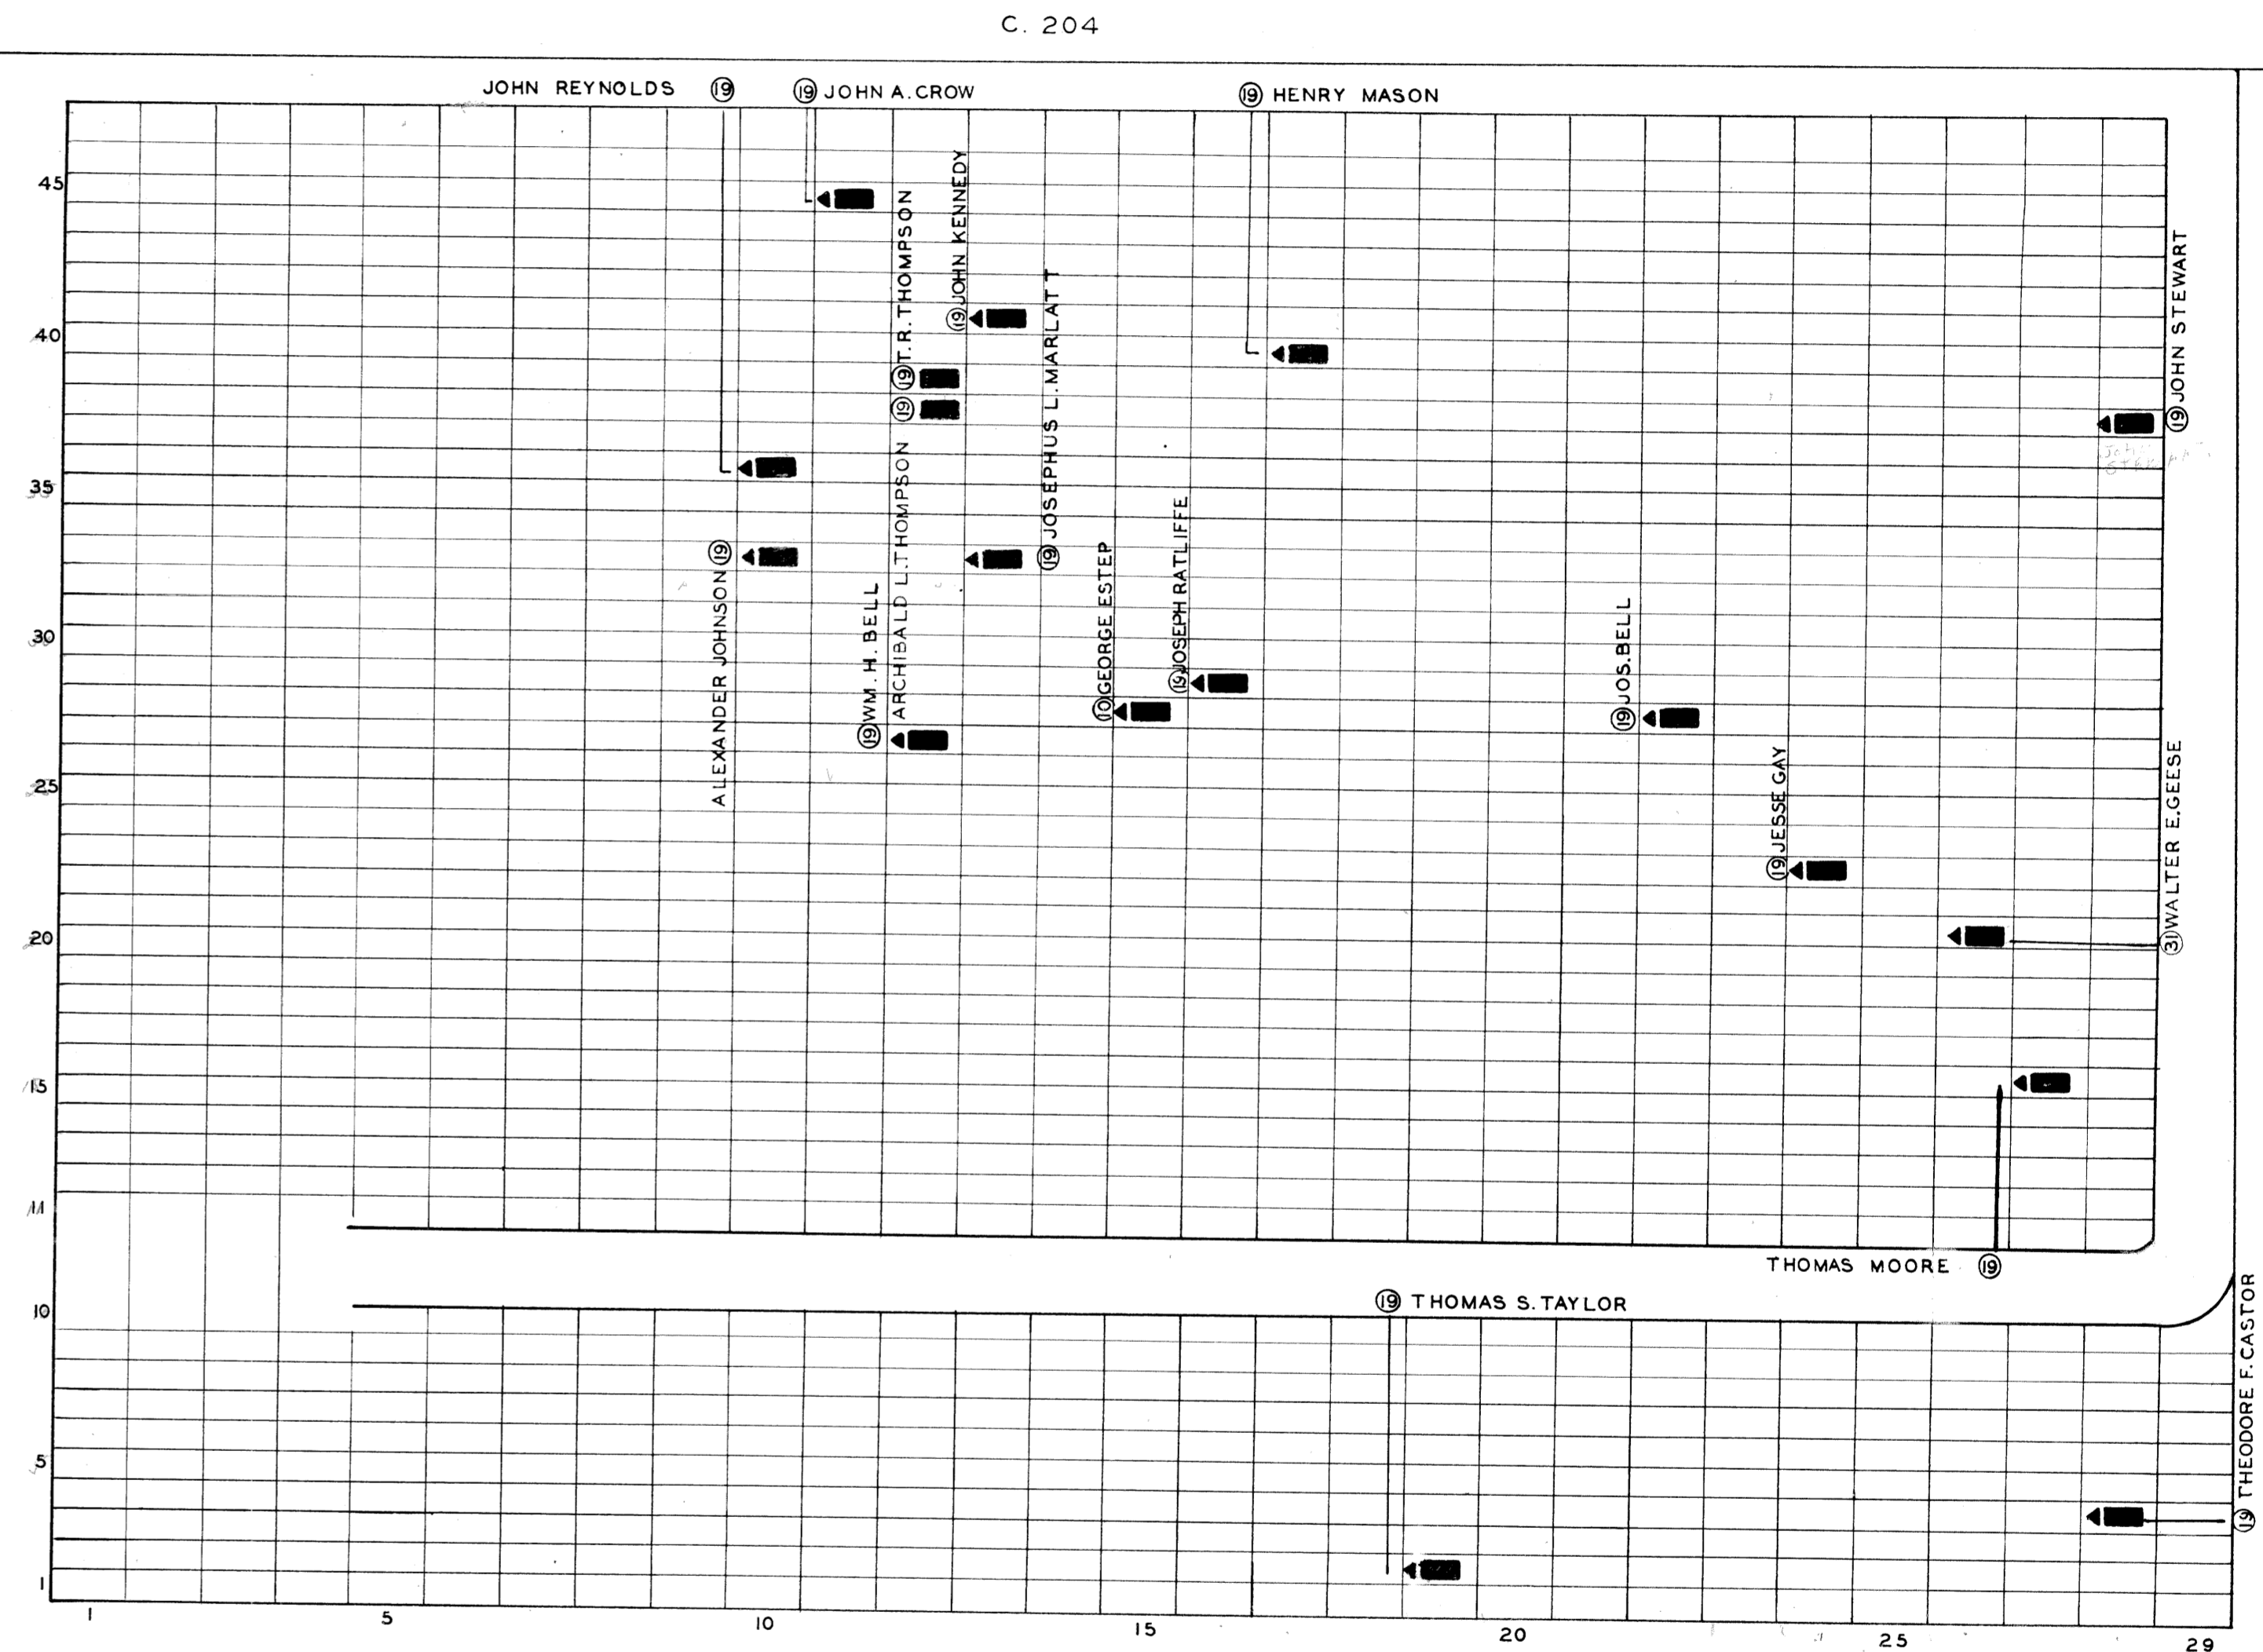 C. 204
JOHN REYNOLDS 19
19 JOHN A. CROW
19 HENRY MASON
45
19 JOHN KENNEDY
19 T. R. THOMPSON
19 JOHN STEWART
19 JOSEPHUS L. MARLATT
40
19 ARCHIBALD L. THOMPSON
35
ALEXANDER JOHNSON 19
19 JOSEPH RATLIFFE
10 GEORGE ESTEP
19 WM. H. BELL
19 JOS. BELL
30
25
19 JESSE GAY
31 WALTER E. GEESE
20
15
11
THOMAS MOORE 19
10
19 THOMAS S. TAYLOR
19 THEODORE F. CASTOR
5
1
1 5 10 15 20 25 29